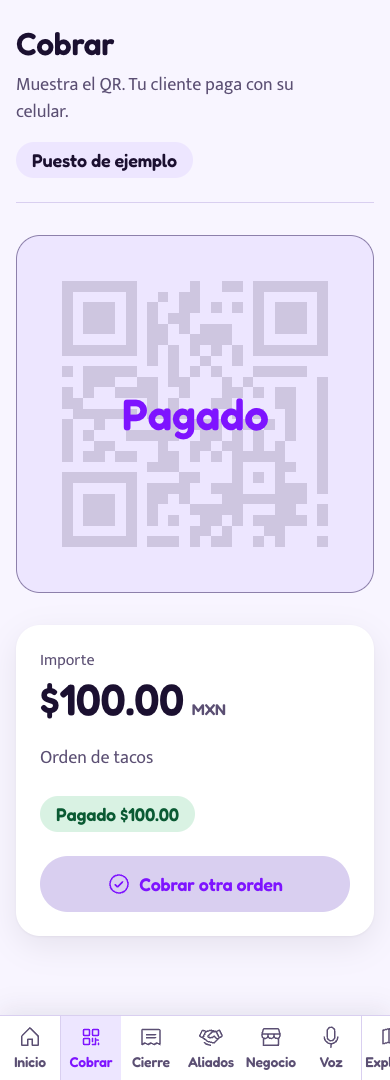 Cobrar
Muestra el QR. Tu cliente paga con su
celular.
Puesto de ejemplo
Pagado
Importe
$100.00 MXN
Orden de tacos
Pagado $100.00
Cobrar otra orden
Inicio
Cobrar
Cierre
Aliados
Negocio
Voz
Expl